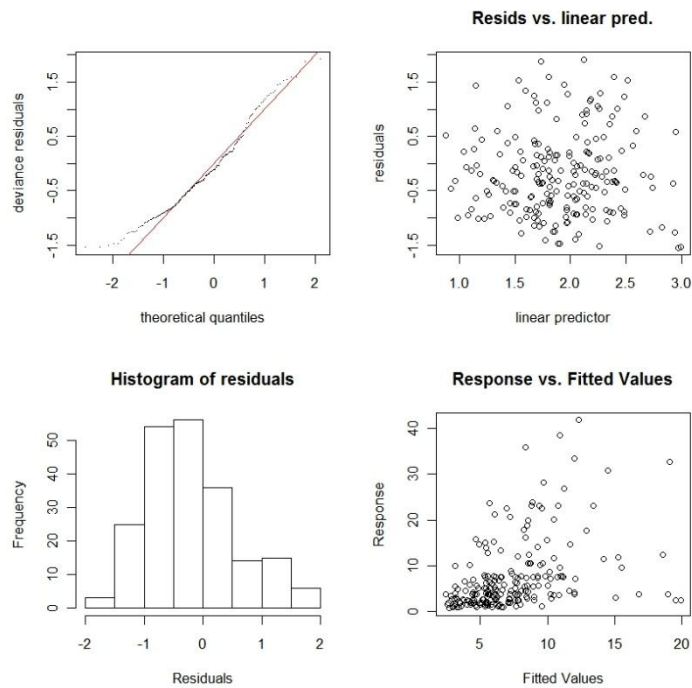 deviance residuals
-1.5 -0.5 0.5 1.5
-2 -1 0 1 2
theoretical quantiles
Resids vs. linear pred.
residuals
-1.5 -0.5 0.5 1.5
1.0 1.5 2.0 2.5 3.0
linear predictor
Histogram of residuals
Frequency
0 10 20 30 40 50
-2 -1 0 1 2
Residuals
Response vs. Fitted Values
Response
0 10 20 30 40
5 10 15 20
Fitted Values